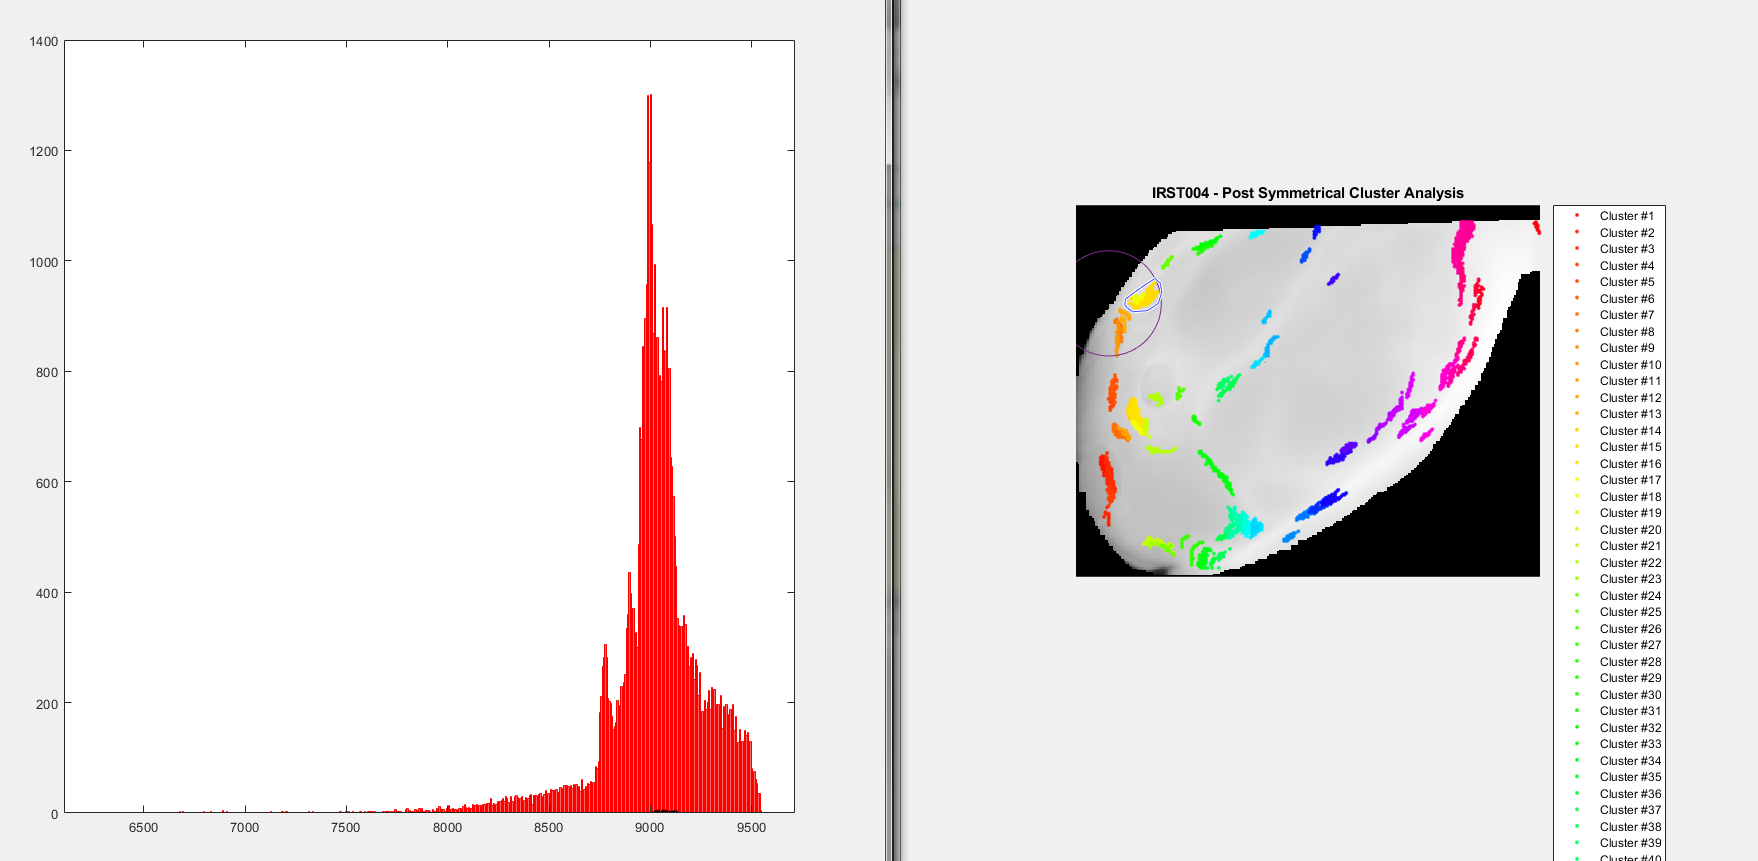 1400
1200
1000
800
600
400
200
0
6500 7000 7500 8000 8500 9000 9500
IRST004 - Post Symmetrical Cluster Analysis
Cluster #1
Cluster #2
Cluster #3
Cluster #4
Cluster #5
Cluster #6
Cluster #7
Cluster #8
Cluster #9
Cluster #10
Cluster #11
Cluster #12
Cluster #13
Cluster #14
Cluster #15
Cluster #16
Cluster #17
Cluster #18
Cluster #19
Cluster #20
Cluster #21
Cluster #22
Cluster #23
Cluster #24
Cluster #25
Cluster #26
Cluster #27
Cluster #28
Cluster #29
Cluster #30
Cluster #31
Cluster #32
Cluster #33
Cluster #34
Cluster #35
Cluster #36
Cluster #37
Cluster #38
Cluster #39
Cluster #40